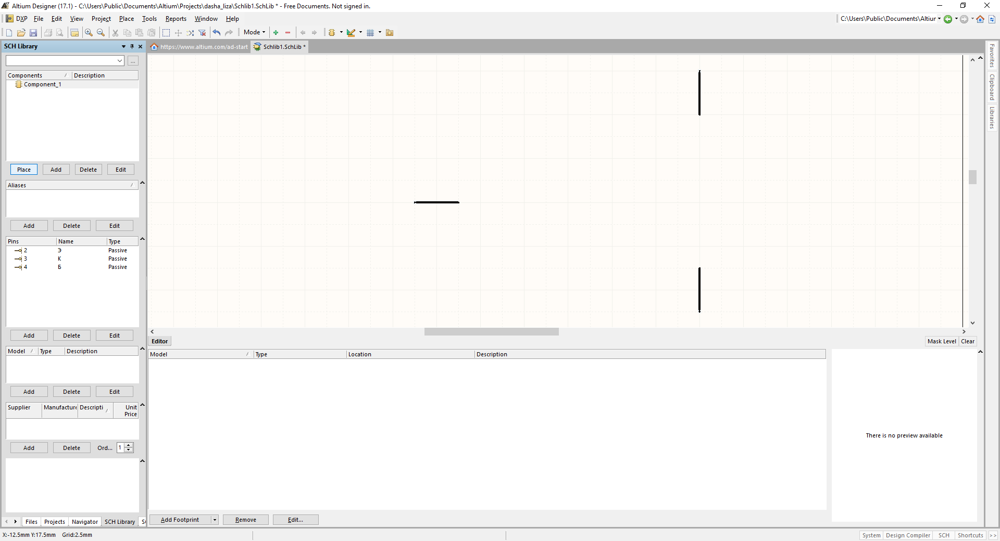 Altium Designer (17.1) - C:\Users\Public\Documents\Altium\Projects\dasha_liza\Schlib1.SchLib * - Free Documents. Not signed in.
DXP File Edit View Project Place Tools Reports Window Help
C:\Users\Public\Documents\Altiur
Mode
SCH Library
https://www.altium.com/ad-start
Schlib1.SchLib *
...
Components Description
Component_1
Place Add Delete Edit
Aliases
Add Delete Edit
Pins Name Type
2 Э Passive
3 К Passive
4 Б Passive
Add Delete Edit
Model Type Description
Add Delete Edit
Supplier Manufacture Descripti Unit Price
Add Delete Ord... 1
Files Projects Navigator SCH Library
Favorites
Clipboard
Libraries
Editor
Mask Level Clear
Model Type Location Description
There is no preview available
Add Footprint Remove Edit...
X:-12.5mm Y:17.5mm Grid:2.5mm
System Design Compiler SCH Shortcuts >>